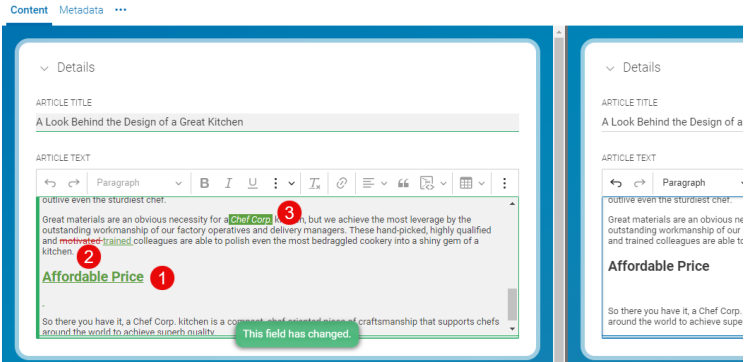 Content Metadata ...
Details
ARTICLE TITLE
A Look Behind the Design of a Great Kitchen
ARTICLE TEXT
Paragraph B I U Tx
outlive even the sturdiest chef.
Great materials are an obvious necessity for a Chef Corp. 3 but we achieve the most leverage by the
outstanding workmanship of our factory operatives and delivery managers. These hand-picked, highly qualified
and motivated trained colleagues are able to polish even the most bedraggled cookery into a shiny gem of a
kitchen. 2
Affordable Price 1
So there you have it, a Chef Corp. kitchen is a compact, chef-oriented piece of craftsmanship that supports chefs
around the world to achieve superb quality
This field has changed.
Details
ARTICLE TITLE
A Look Behind the Design of a
ARTICLE TEXT
Paragraph
outlive even the sturdiest chef.
Great materials are an obvious ne
outstanding workmanship of our
and trained colleagues are able to
Affordable Price
So there you have it, a Chef Corp.
around the world to achieve supe